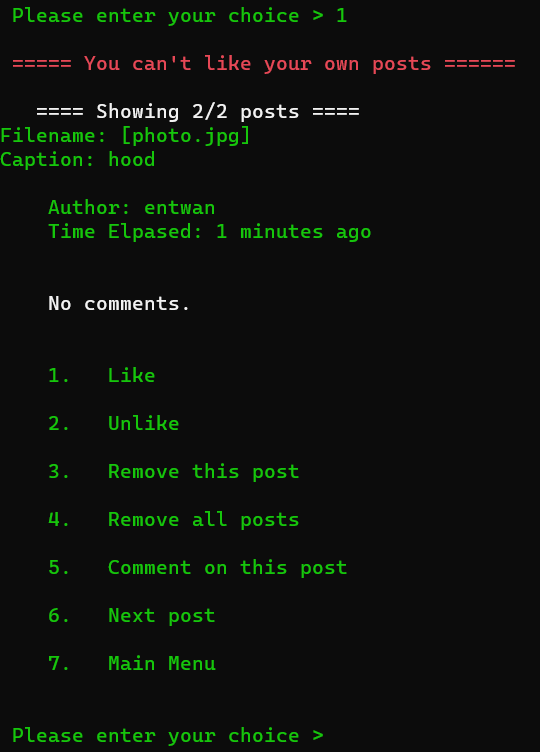 Please enter your choice > 1
===== You can't like your own posts ======
==== Showing 2/2 posts ====
Filename: [photo.jpg]
Caption: hood
Author: entwan
Time Elpased: 1 minutes ago
No comments.
1. Like
2. Unlike
3. Remove this post
4. Remove all posts
5. Comment on this post
6. Next post
7. Main Menu
Please enter your choice >